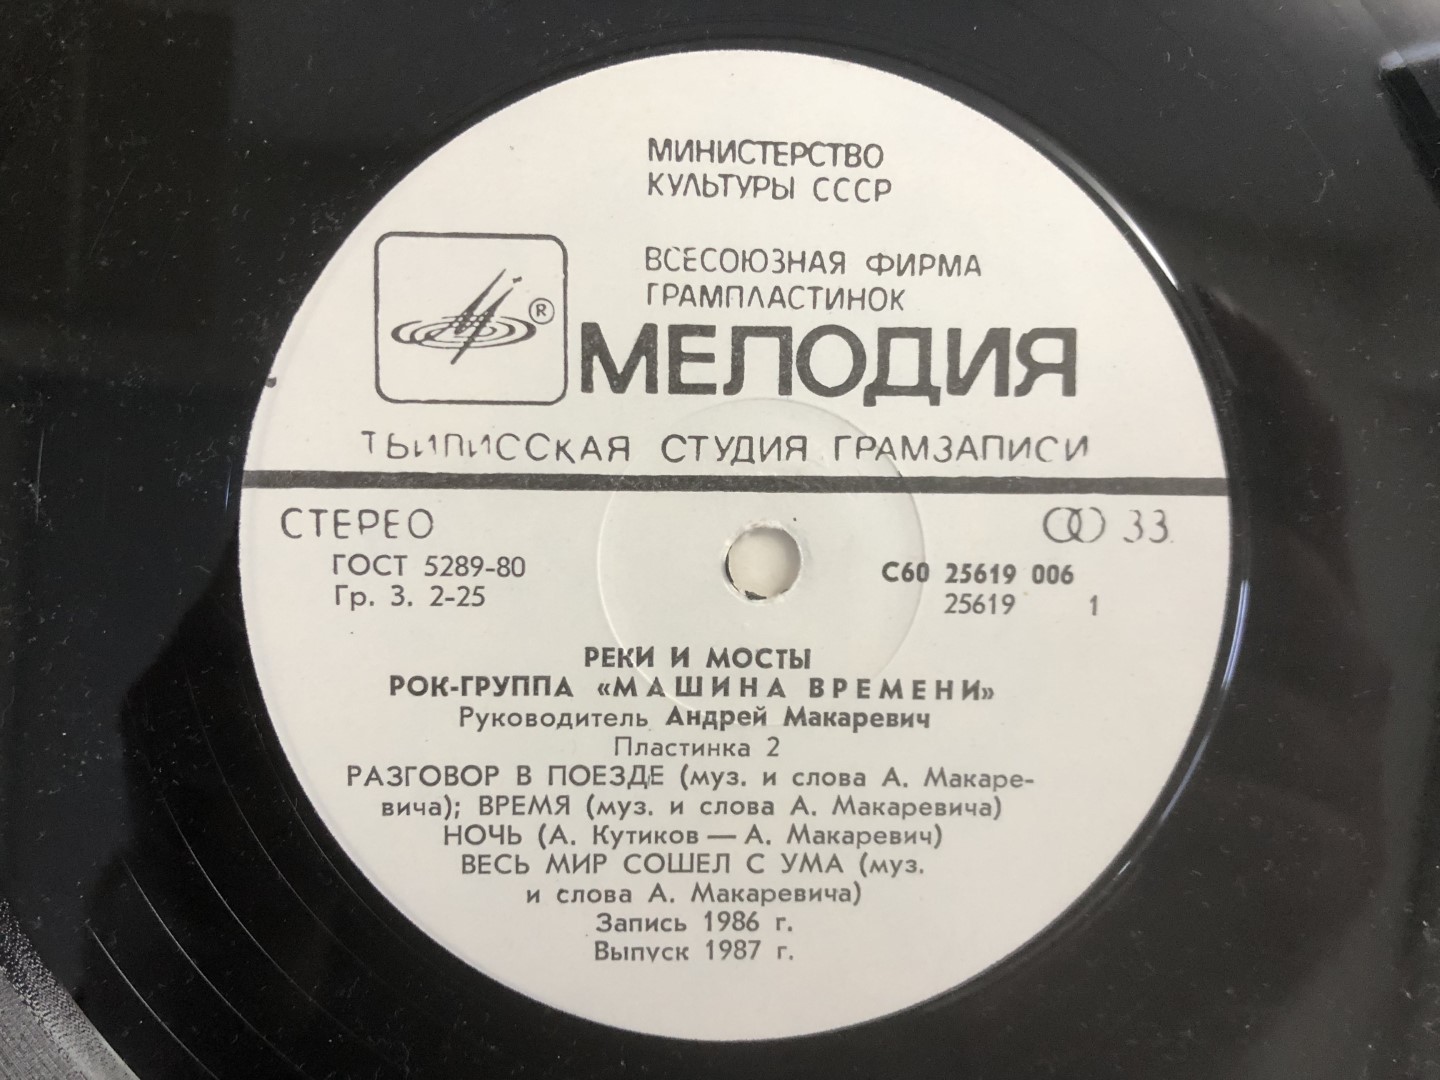 МИНИСТЕРСТВО
КУЛЬТУРЫ СССР
ВСЕСОЮЗНАЯ ФИРМА
ГРАМПЛАСТИНОК
®
МЕЛОДИЯ
ТБИЛИССКАЯ СТУДИЯ ГРАМЗАПИСИ
СТЕРЕО
33
ГОСТ 5289-80
Гр. 3. 2-25
С60 25619 006
25619 1
РЕКИ И МОСТЫ
РОК-ГРУППА «МАШИНА ВРЕМЕНИ»
Руководитель Андрей Макаревич
Пластинка 2
РАЗГОВОР В ПОЕЗДЕ (муз. и слова А. Макаре-
вича); ВРЕМЯ (муз. и слова А. Макаревича)
НОЧЬ (А. Кутиков — А. Макаревич)
ВЕСЬ МИР СОШЕЛ С УМА (муз.
и слова А. Макаревича)
Запись 1986 г.
Выпуск 1987 г.